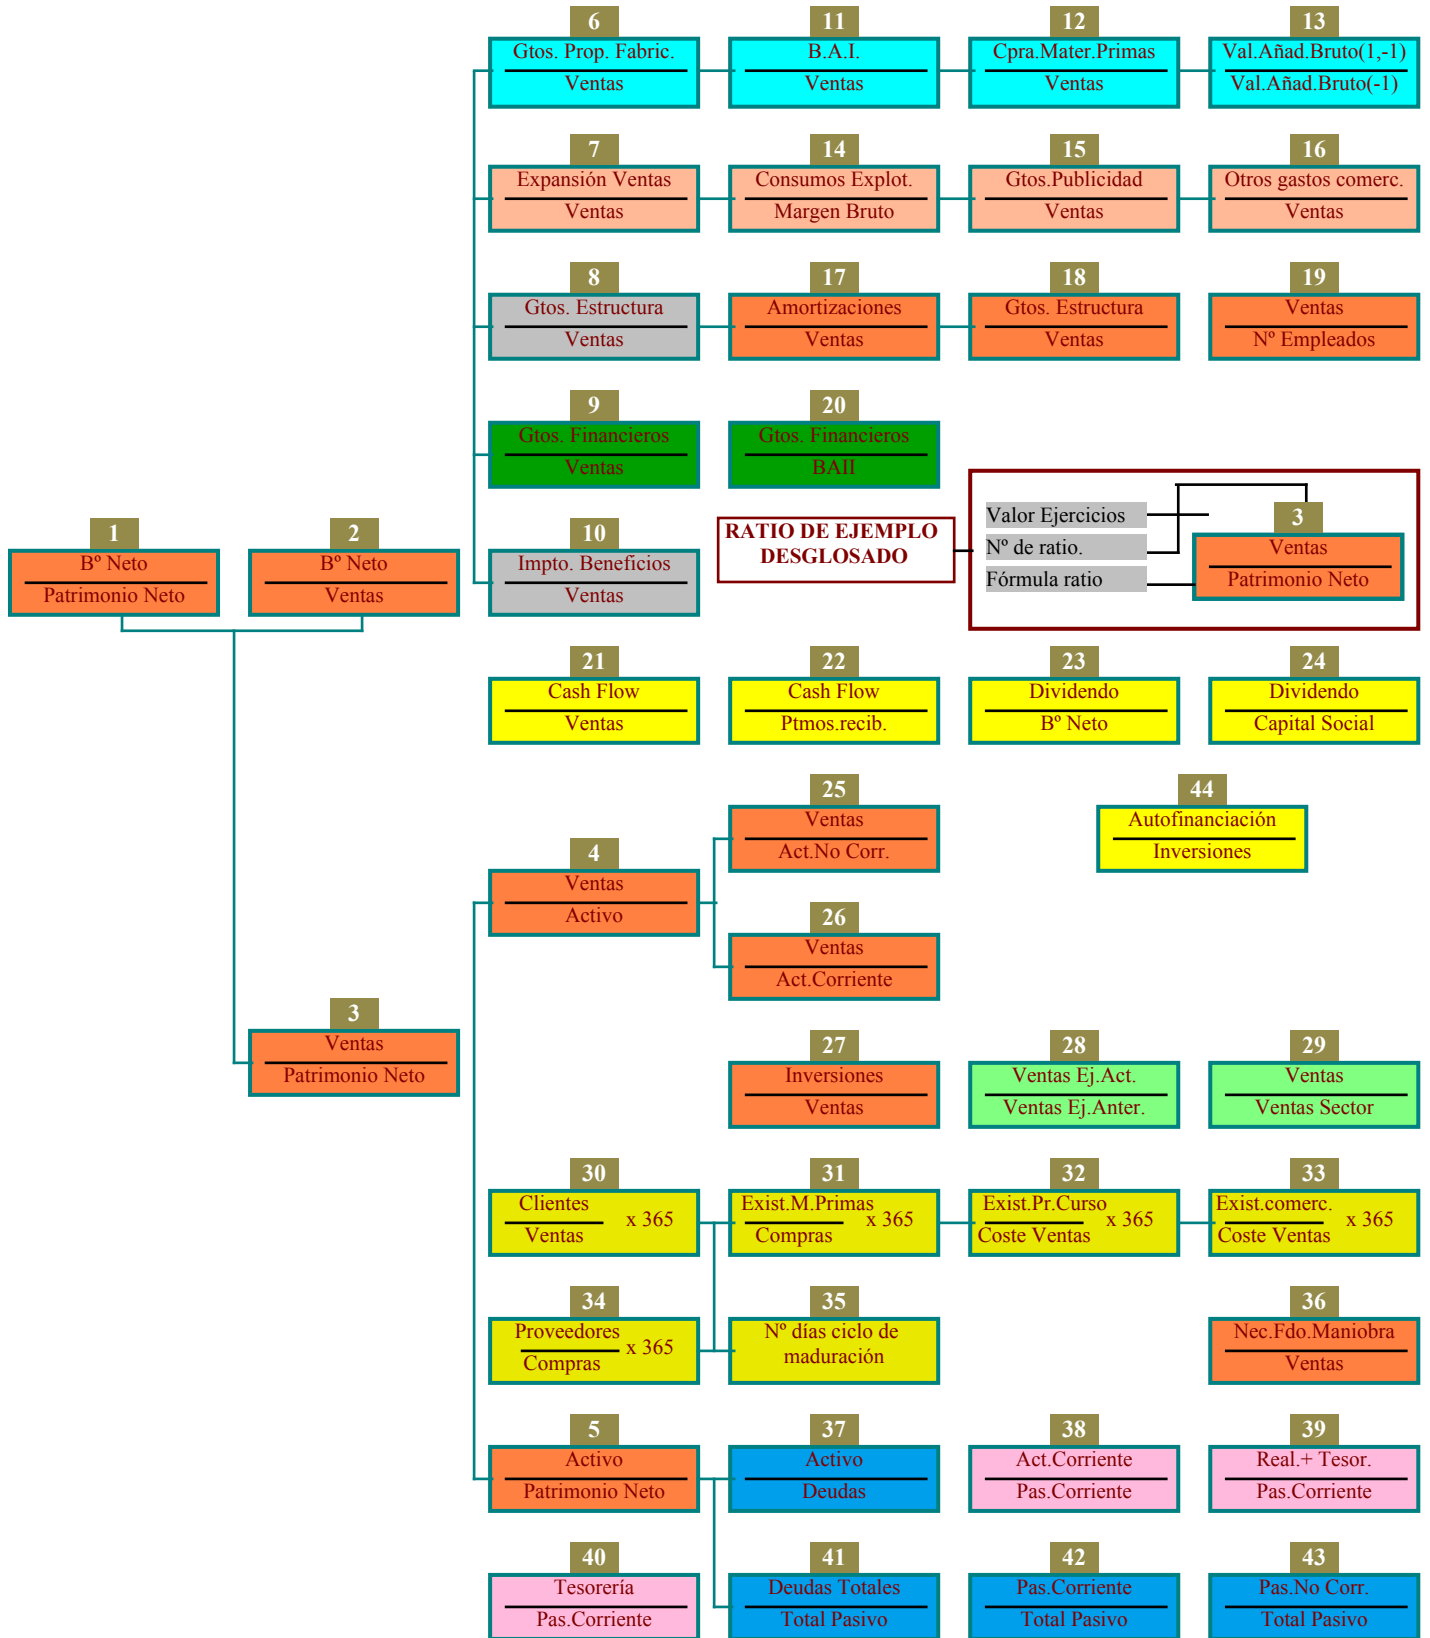 6
Gtos. Prop. Fabric.
Ventas
11
B.A.I.
Ventas
12
Cpra.Mater.Primas
Ventas
13
Val.Añad.Bruto(1,-1)
Val.Añad.Bruto(-1)
7
Expansión Ventas
Ventas
14
Consumos Explot.
Margen Bruto
15
Gtos.Publicidad
Ventas
16
Otros gastos comerc.
Ventas
8
Gtos. Estructura
Ventas
17
Amortizaciones
Ventas
18
Gtos. Estructura
Ventas
19
Ventas
Nº Empleados
9
Gtos. Financieros
Ventas
20
Gtos. Financieros
BAII
1
Bº Neto
Patrimonio Neto
2
Bº Neto
Ventas
10
Impto. Beneficios
Ventas
RATIO DE EJEMPLO
DESGLOSADO
Valor Ejercicios
Nº de ratio.
Fórmula ratio
3
Ventas
Patrimonio Neto
21
Cash Flow
Ventas
22
Cash Flow
Ptmos.recib.
23
Dividendo
Bº Neto
24
Dividendo
Capital Social
25
Ventas
Act.No Corr.
44
Autofinanciación
Inversiones
4
Ventas
Activo
26
Ventas
Act.Corriente
3
Ventas
Patrimonio Neto
27
Inversiones
Ventas
28
Ventas Ej.Act.
Ventas Ej.Anter.
29
Ventas
Ventas Sector
30
Clientes
x 365
Ventas
31
Exist.M.Primas
x 365
Compras
32
Exist.Pr.Curso
x 365
Coste Ventas
33
Exist.comerc.
x 365
Coste Ventas
34
Proveedores
x 365
Compras
35
Nº días ciclo de
maduración
36
Nec.Fdo.Maniobra
Ventas
5
Activo
Patrimonio Neto
37
Activo
Deudas
38
Act.Corriente
Pas.Corriente
39
Real.+ Tesor.
Pas.Corriente
40
Tesorería
Pas.Corriente
41
Deudas Totales
Total Pasivo
42
Pas.Corriente
Total Pasivo
43
Pas.No Corr.
Total Pasivo